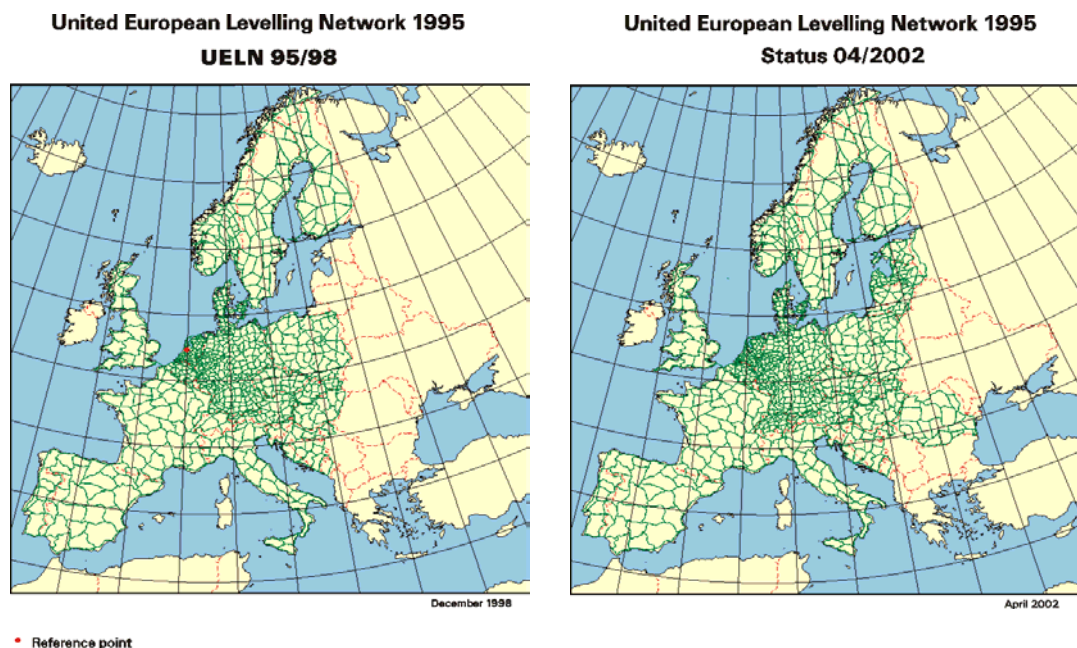 United European Levelling Network 1995
UELN 95/98
December 1998
• Reference point
United European Levelling Network 1995
Status 04/2002
April 2002